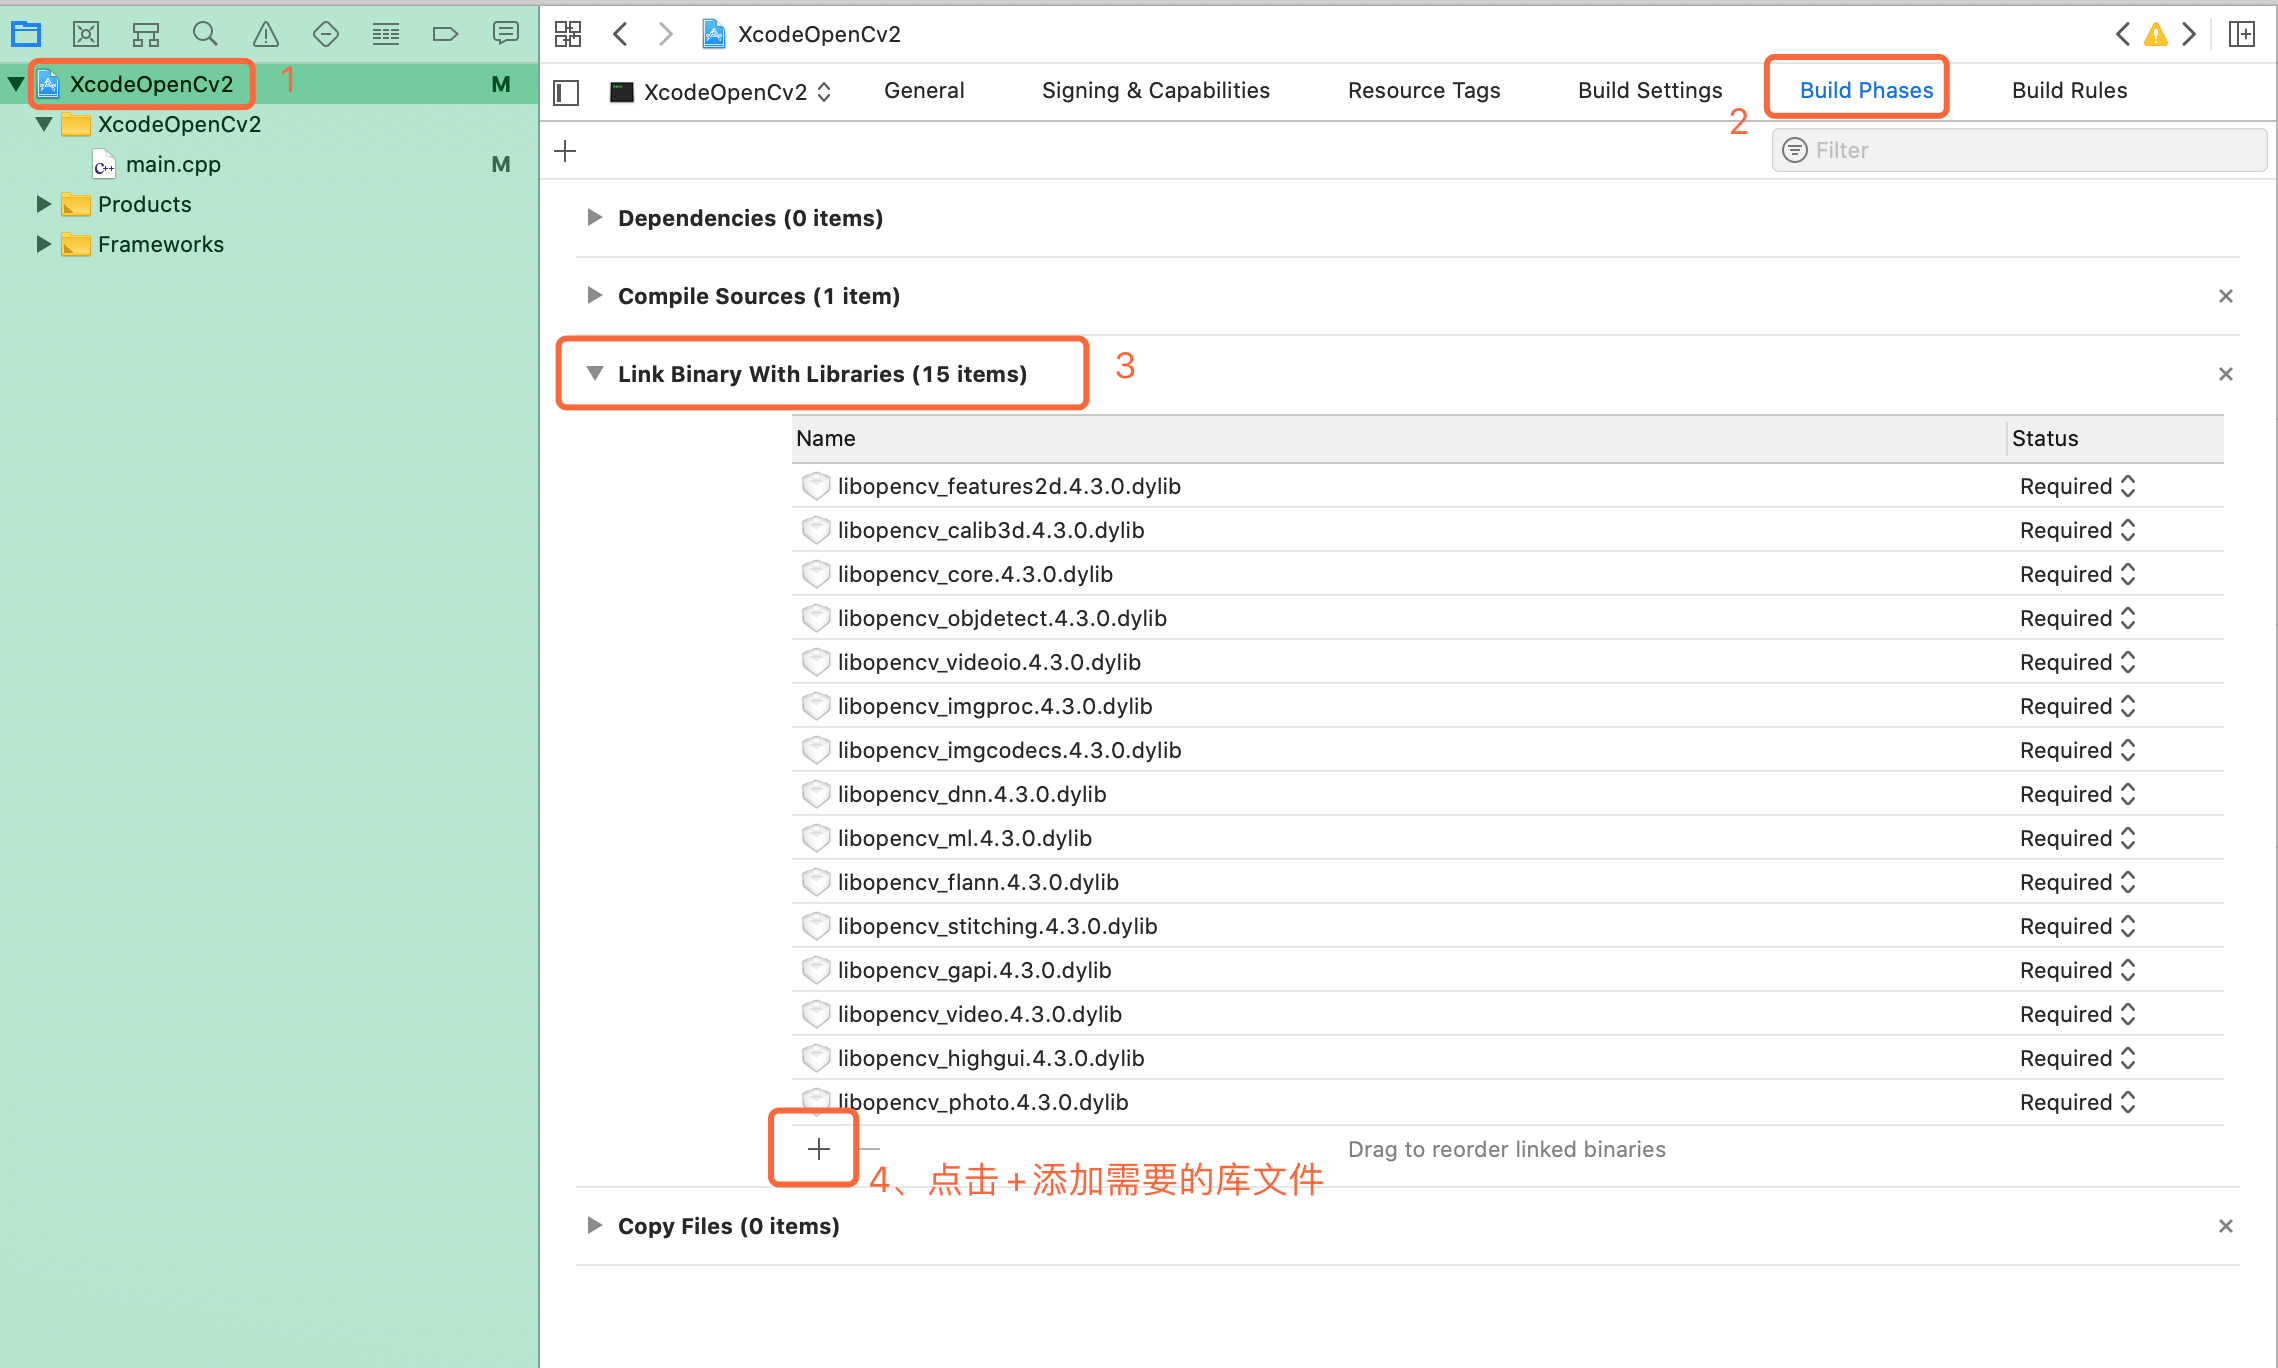 XcodeOpenCv2
XcodeOpenCv2 1 M
XcodeOpenCv2
main.cpp M
Products
Frameworks
XcodeOpenCv2 General Signing & Capabilities Resource Tags Build Settings Build Phases Build Rules
2
Filter
Dependencies (0 items)
Compile Sources (1 item)
Link Binary With Libraries (15 items) 3
Name Status
libopencv_features2d.4.3.0.dylib Required
libopencv_calib3d.4.3.0.dylib Required
libopencv_core.4.3.0.dylib Required
libopencv_objdetect.4.3.0.dylib Required
libopencv_videoio.4.3.0.dylib Required
libopencv_imgproc.4.3.0.dylib Required
libopencv_imgcodecs.4.3.0.dylib Required
libopencv_dnn.4.3.0.dylib Required
libopencv_ml.4.3.0.dylib Required
libopencv_flann.4.3.0.dylib Required
libopencv_stitching.4.3.0.dylib Required
libopencv_gapi.4.3.0.dylib Required
libopencv_video.4.3.0.dylib Required
libopencv_highgui.4.3.0.dylib Required
libopencv_photo.4.3.0.dylib Required
Drag to reorder linked binaries
4、点击+添加需要的库文件
Copy Files (0 items)